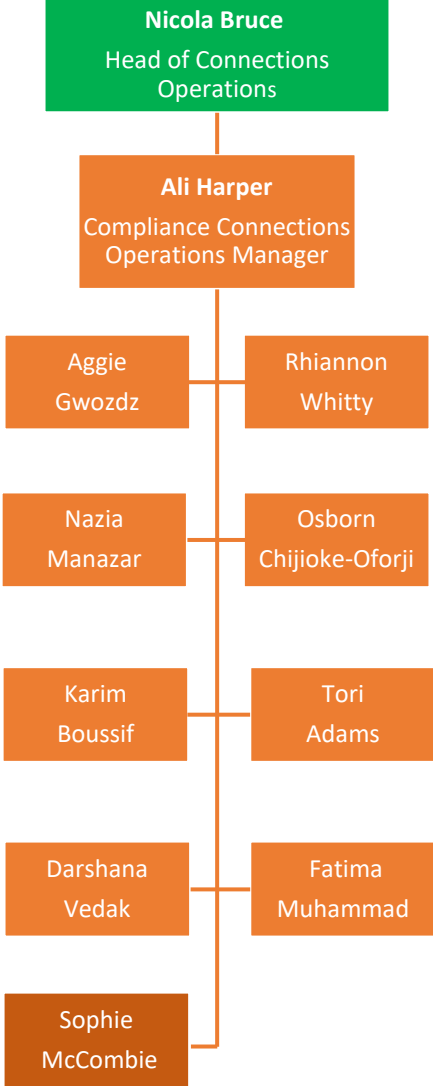 Nicola Bruce
Head of Connections
Operations
Ali Harper
Compliance Connections
Operations Manager
Aggie
Gwozdz
Rhiannon
Whitty
Nazia
Manazar
Osborn
Chijioke-Oforji
Karim
Boussif
Tori
Adams
Darshana
Vedak
Fatima
Muhammad
Sophie
McCombie